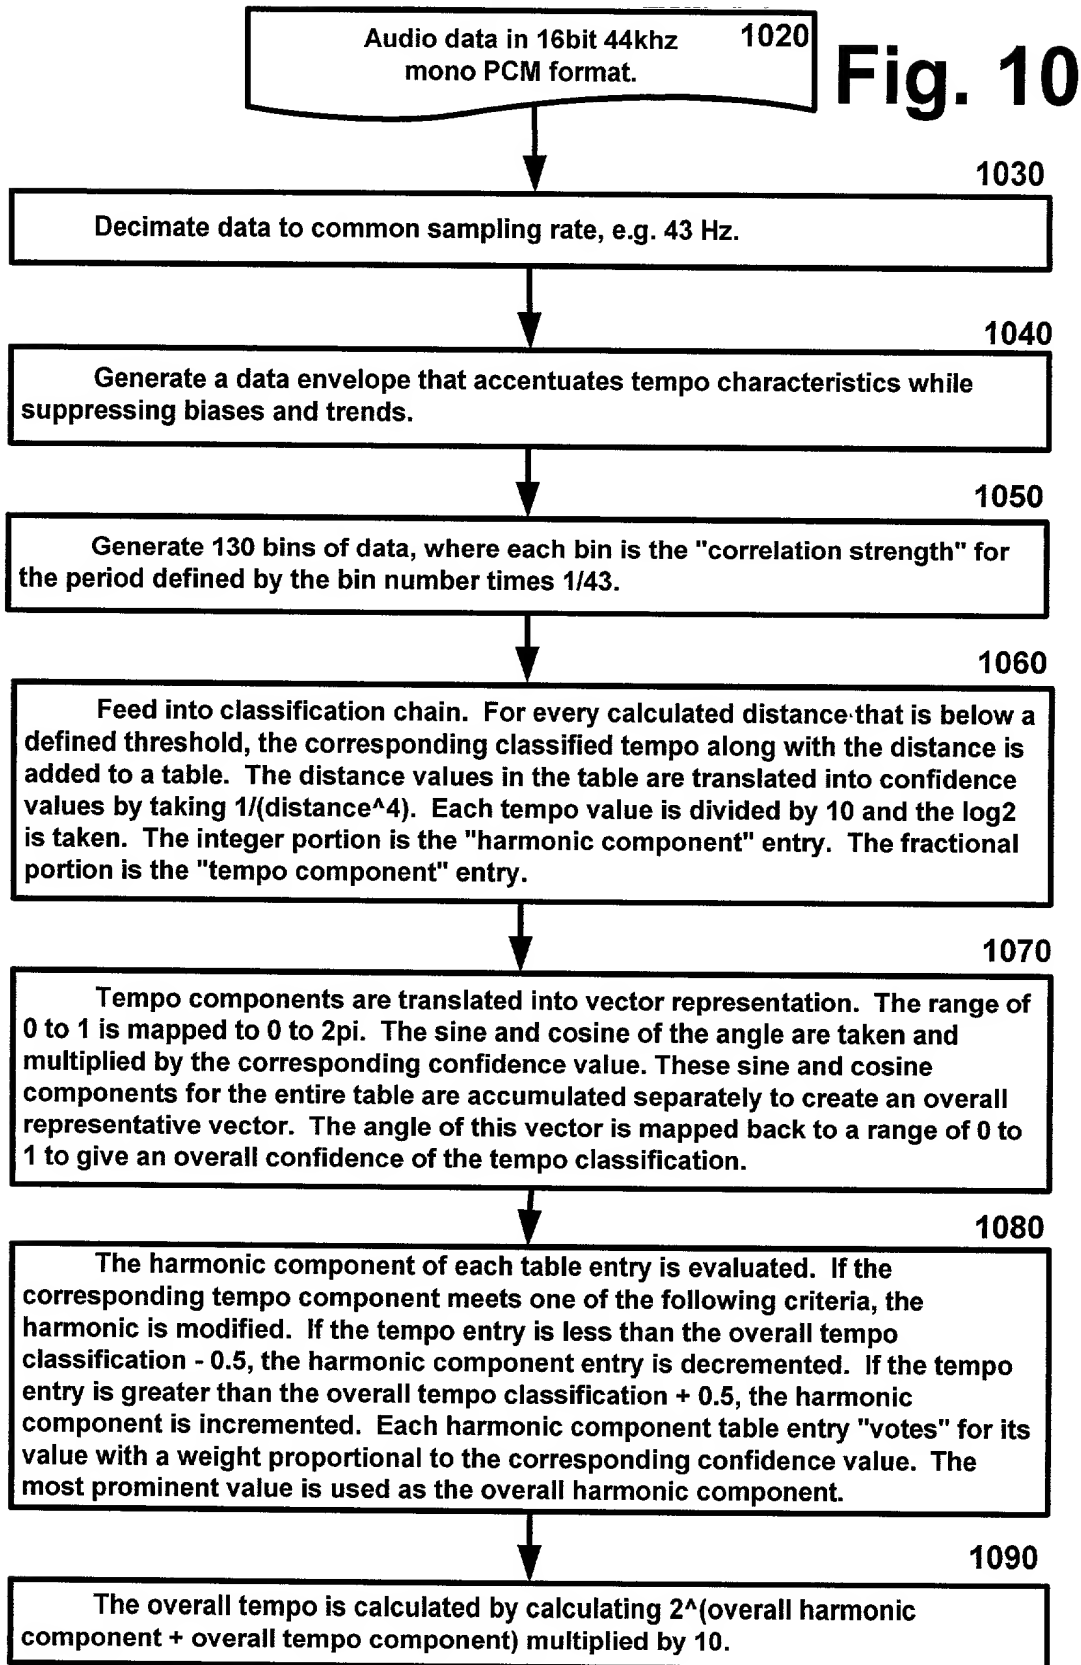 Audio data in 16bit 44khz
mono PCM format.
1020
Fig. 10
1030
Decimate data to common sampling rate, e.g. 43 Hz.
1040
Generate a data envelope that accentuates tempo characteristics while
suppressing biases and trends.
1050
Generate 130 bins of data, where each bin is the "correlation strength" for
the period defined by the bin number times 1/43.
1060
Feed into classification chain. For every calculated distance that is below a
defined threshold, the corresponding classified tempo along with the distance is
added to a table. The distance values in the table are translated into confidence
values by taking 1/(distance^4). Each tempo value is divided by 10 and the log2
is taken. The integer portion is the "harmonic component" entry. The fractional
portion is the "tempo component" entry.
1070
Tempo components are translated into vector representation. The range of
0 to 1 is mapped to 0 to 2pi. The sine and cosine of the angle are taken and
multiplied by the corresponding confidence value. These sine and cosine
components for the entire table are accumulated separately to create an overall
representative vector. The angle of this vector is mapped back to a range of 0 to
1 to give an overall confidence of the tempo classification.
1080
The harmonic component of each table entry is evaluated. If the
corresponding tempo component meets one of the following criteria, the
harmonic is modified. If the tempo entry is less than the overall tempo
classification - 0.5, the harmonic component entry is decremented. If the tempo
entry is greater than the overall tempo classification + 0.5, the harmonic
component is incremented. Each harmonic component table entry "votes" for its
value with a weight proportional to the corresponding confidence value. The
most prominent value is used as the overall harmonic component.
1090
The overall tempo is calculated by calculating 2^(overall harmonic
component + overall tempo component) multiplied by 10.